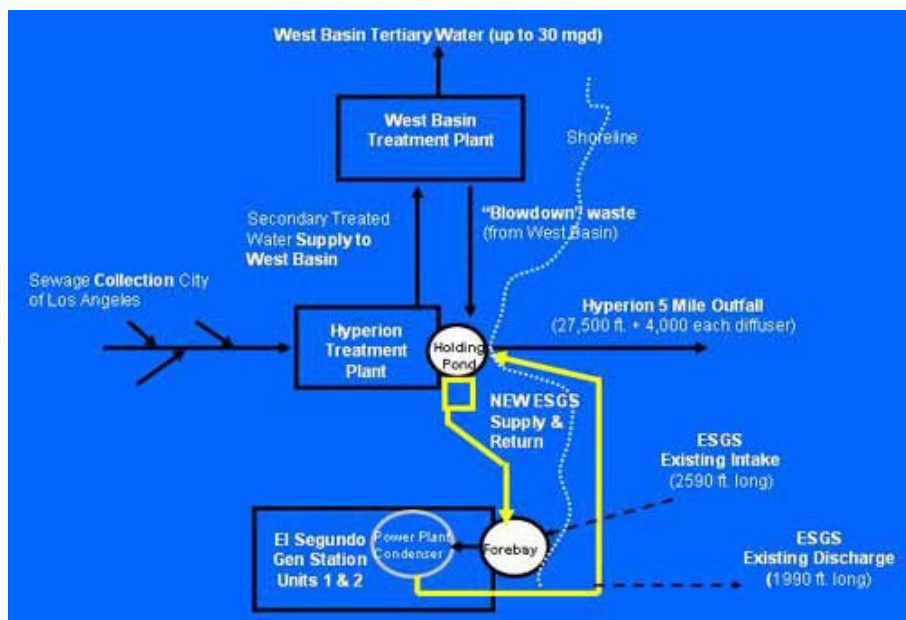 West Basin Tertiary Water (up to 30 mgd)
West Basin
Treatment Plant
Shoreline
Secondary Treated
Water Supply to
West Basin
"Blowdown" waste
(from West Basin)
Sewage Collection City
of Los Angeles
Hyperion
Treatment
Plant
Holding
Pond
Hyperion 5 Mile Outfall
(27,500 ft. + 4,000 each diffuser)
NEW ESGS
Supply &
Return
ESGS
Existing Intake
(2590 ft. long)
El Segundo
Gen Station
Units 1 & 2
Power Plant
Condenser
Forebay
ESGS
Existing Discharge
(1990 ft. long)